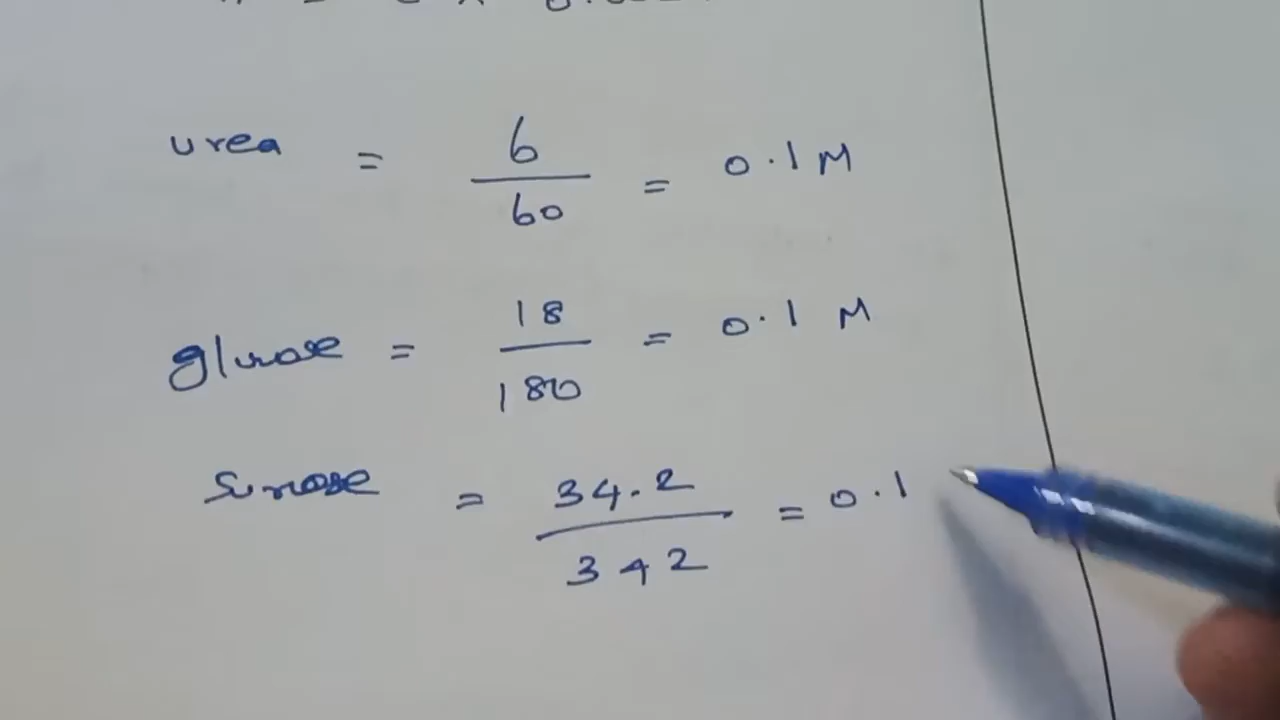 urea = 6/60 = 0.1 M
glucose = 18/180 = 0.1 M
Sucrose = 34.2/342 = 0.1